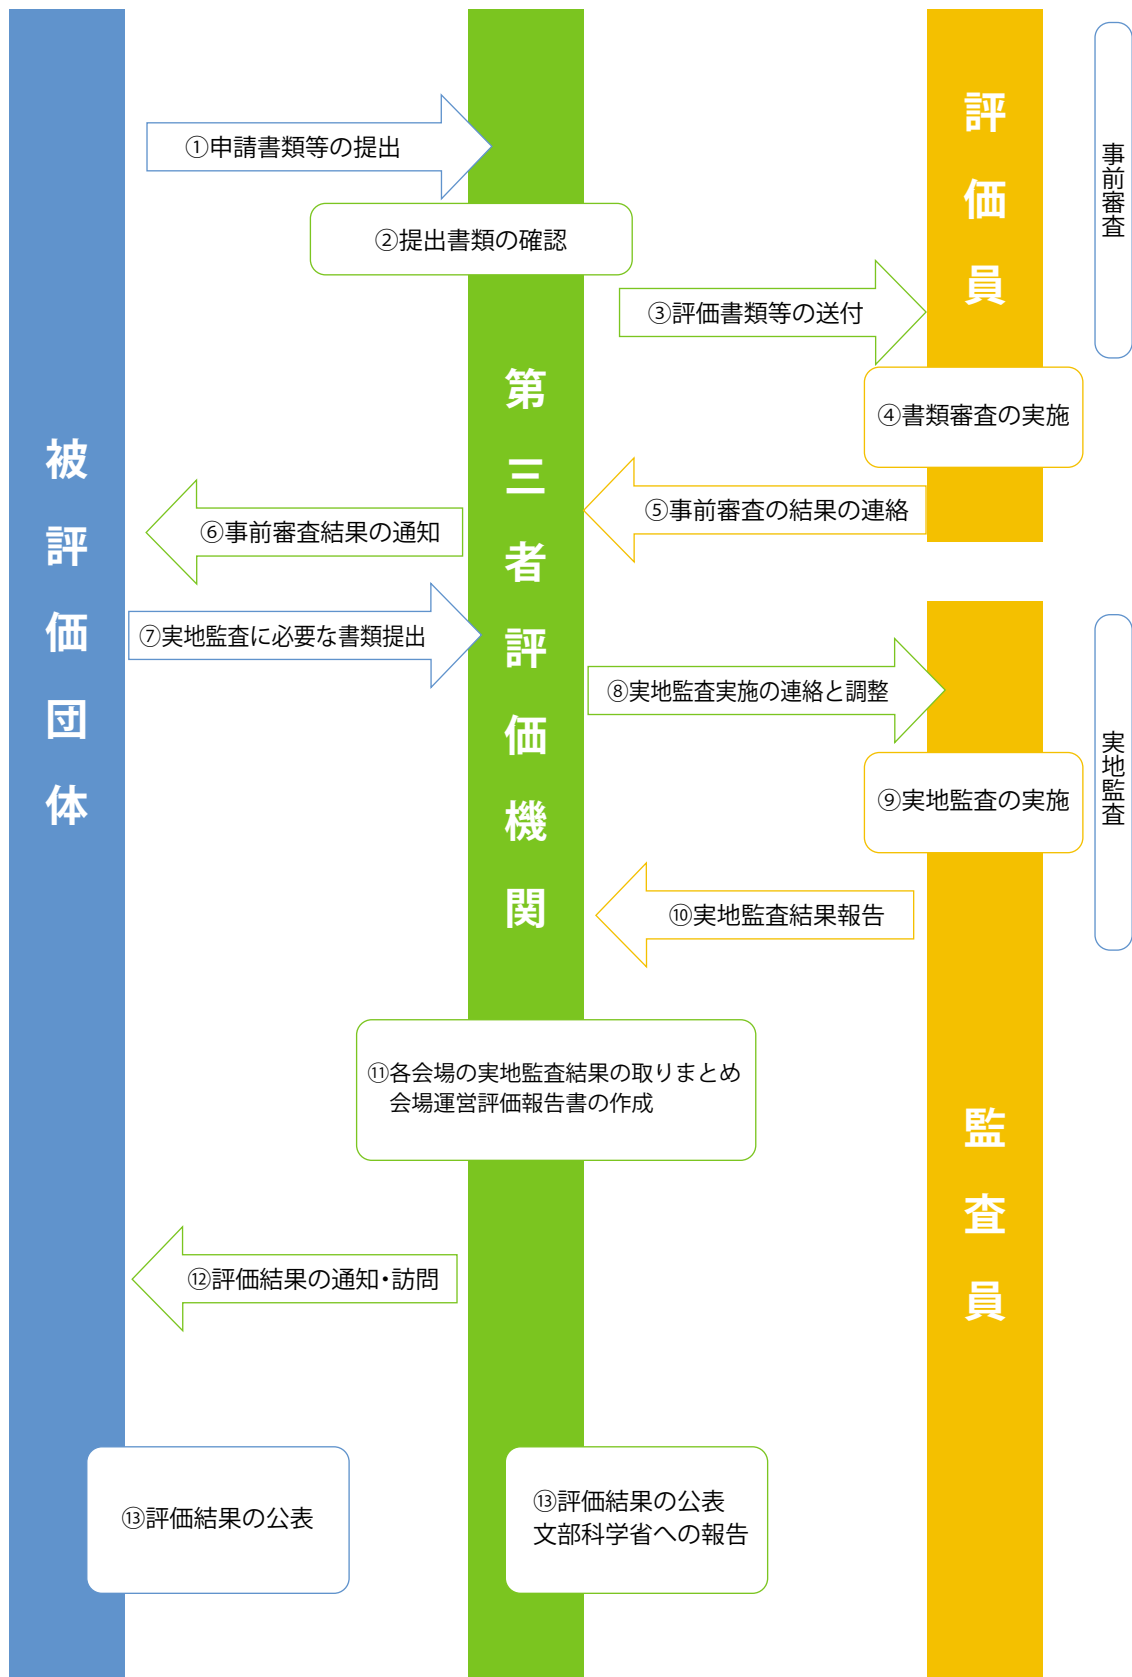 被評価団体
第三者評価機関
評価員
事前審査
①申請書類等の提出
②提出書類の確認
③評価書類等の送付
④書類審査の実施
⑤事前審査の結果の連絡
⑥事前審査結果の通知
⑦実地監査に必要な書類提出
⑧実地監査実施の連絡と調整
実地監査
⑨実地監査の実施
⑩実地監査結果報告
監査員
⑪各会場の実地監査結果の取りまとめ
会場運営評価報告書の作成
⑫評価結果の通知・訪問
⑬評価結果の公表
⑬評価結果の公表
文部科学省への報告